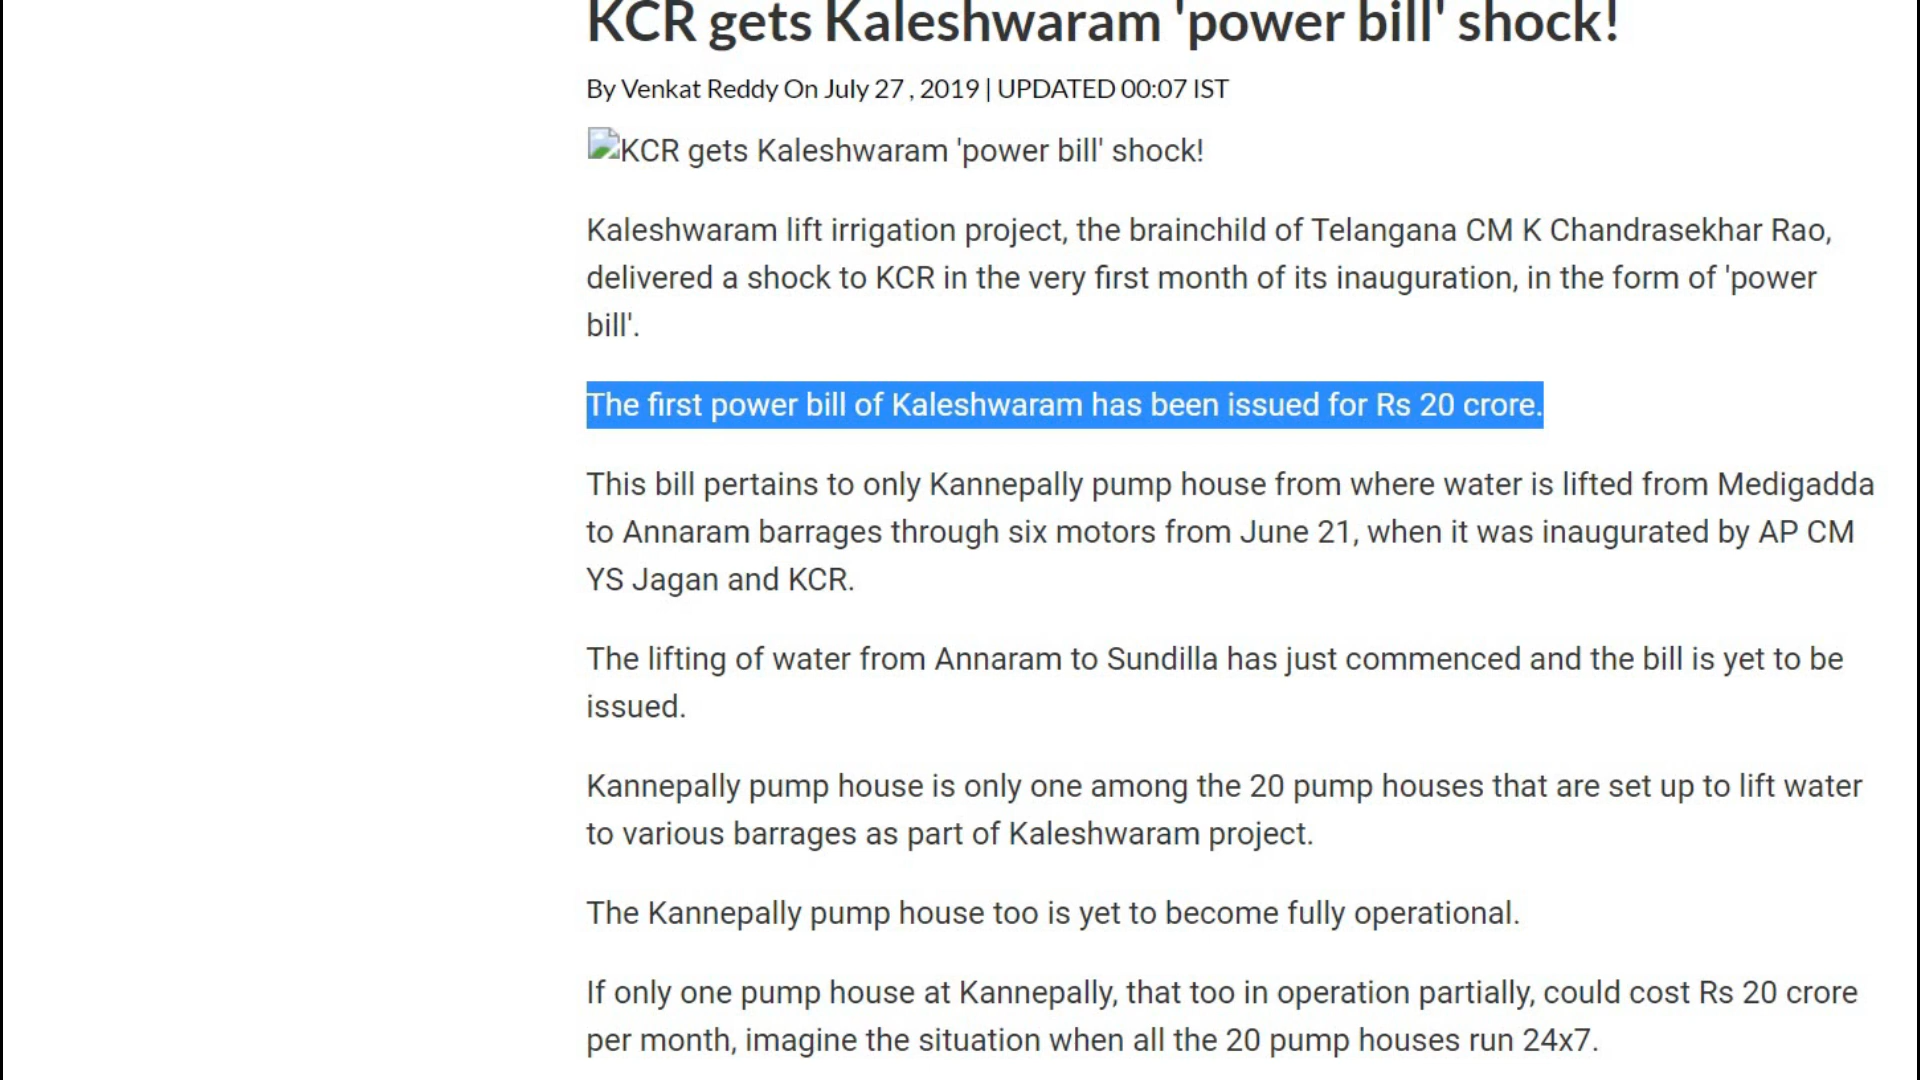 KCR gets Kaleshwaram 'power bill' shock!
By Venkat Reddy On July 27 , 2019 | UPDATED 00:07 IST
KCR gets Kaleshwaram 'power bill' shock!
Kaleshwaram lift irrigation project, the brainchild of Telangana CM K Chandrasekhar Rao,
delivered a shock to KCR in the very first month of its inauguration, in the form of 'power
bill'.
The first power bill of Kaleshwaram has been issued for Rs 20 crore.
This bill pertains to only Kannepally pump house from where water is lifted from Medigadda
to Annaram barrages through six motors from June 21, when it was inaugurated by AP CM
YS Jagan and KCR.
The lifting of water from Annaram to Sundilla has just commenced and the bill is yet to be
issued.
Kannepally pump house is only one among the 20 pump houses that are set up to lift water
to various barrages as part of Kaleshwaram project.
The Kannepally pump house too is yet to become fully operational.
If only one pump house at Kannepally, that too in operation partially, could cost Rs 20 crore
per month, imagine the situation when all the 20 pump houses run 24x7.